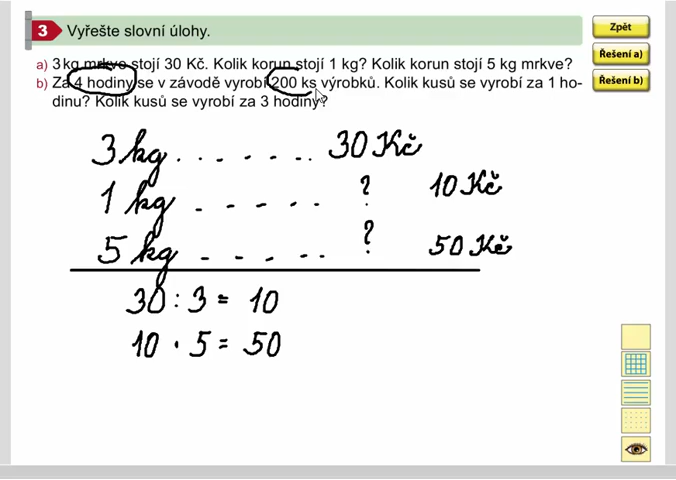 3 Vyřešte slovní úlohy.
Zpět
Řešení a)
Řešení b)
a) 3 kg mrkve stojí 30 Kč. Kolik korun stojí 1 kg? Kolik korun stojí 5 kg mrkve?
b) Za 4 hodiny se v závodě vyrobí 200 ks výrobků. Kolik kusů se vyrobí za 1 ho-
dinu? Kolik kusů se vyrobí za 3 hodiny?
3 kg . . . . . . . 30 Kč
1 kg . . . . . ? 10 Kč
5 kg . . . . . ? 50 Kč
30 : 3 = 10
10 · 5 = 50